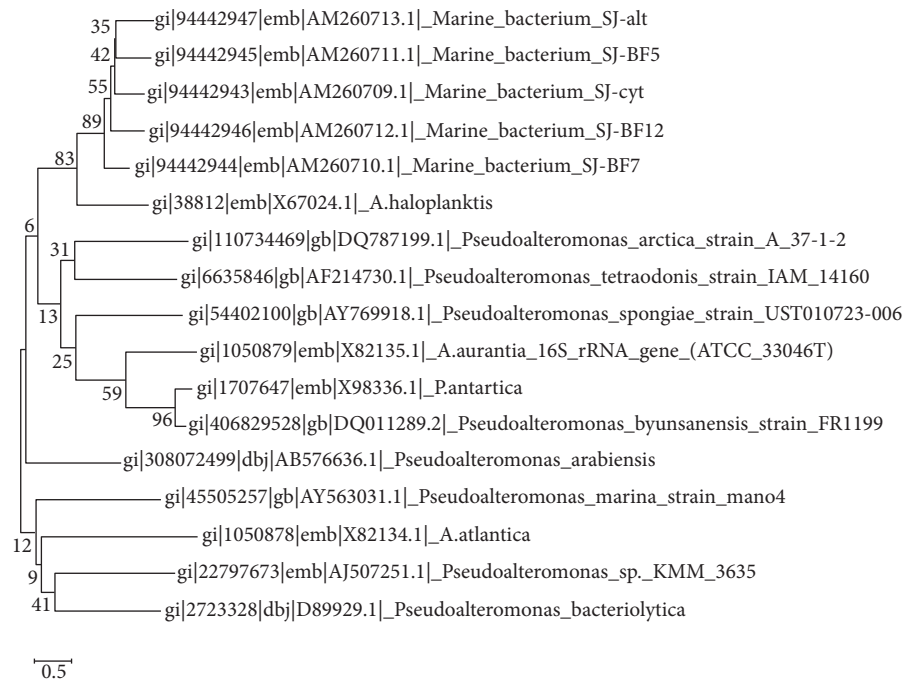 35
gi|94442947|emb|AM260713.1|_Marine_bacterium_SJ-alt
42
gi|94442945|emb|AM260711.1|_Marine_bacterium_SJ-BF5
55
gi|94442943|emb|AM260709.1|_Marine_bacterium_SJ-cyt
89
gi|94442946|emb|AM260712.1|_Marine_bacterium_SJ-BF12
83
gi|94442944|emb|AM260710.1|_Marine_bacterium_SJ-BF7
gi|38812|emb|X67024.1|_A.haloplanktis
6
31
gi|110734469|gb|DQ787199.1|_Pseudoalteromonas_arctica_strain_A_37-1-2
gi|6635846|gb|AF214730.1|_Pseudoalteromonas_tetraodonis_strain_IAM_14160
13
gi|54402100|gb|AY769918.1|_Pseudoalteromonas_spongiae_strain_UST010723-006
25
gi|1050879|emb|X82135.1|_A.aurantia_16S_rRNA_gene_(ATCC_33046T)
59
gi|1707647|emb|X98336.1|_P.antartica
96
gi|406829528|gb|DQ011289.2|_Pseudoalteromonas_byunsanensis_strain_FR1199
gi|308072499|dbj|AB576636.1|_Pseudoalteromonas_arabiensis
gi|45505257|gb|AY563031.1|_Pseudoalteromonas_marina_strain_mano4
12
gi|1050878|emb|X82134.1|_A.atlantica
9
gi|22797673|emb|AJ507251.1|_Pseudoalteromonas_sp._KMM_3635
41
gi|2723328|dbj|D89929.1|_Pseudoalteromonas_bacteriolytica
0.5